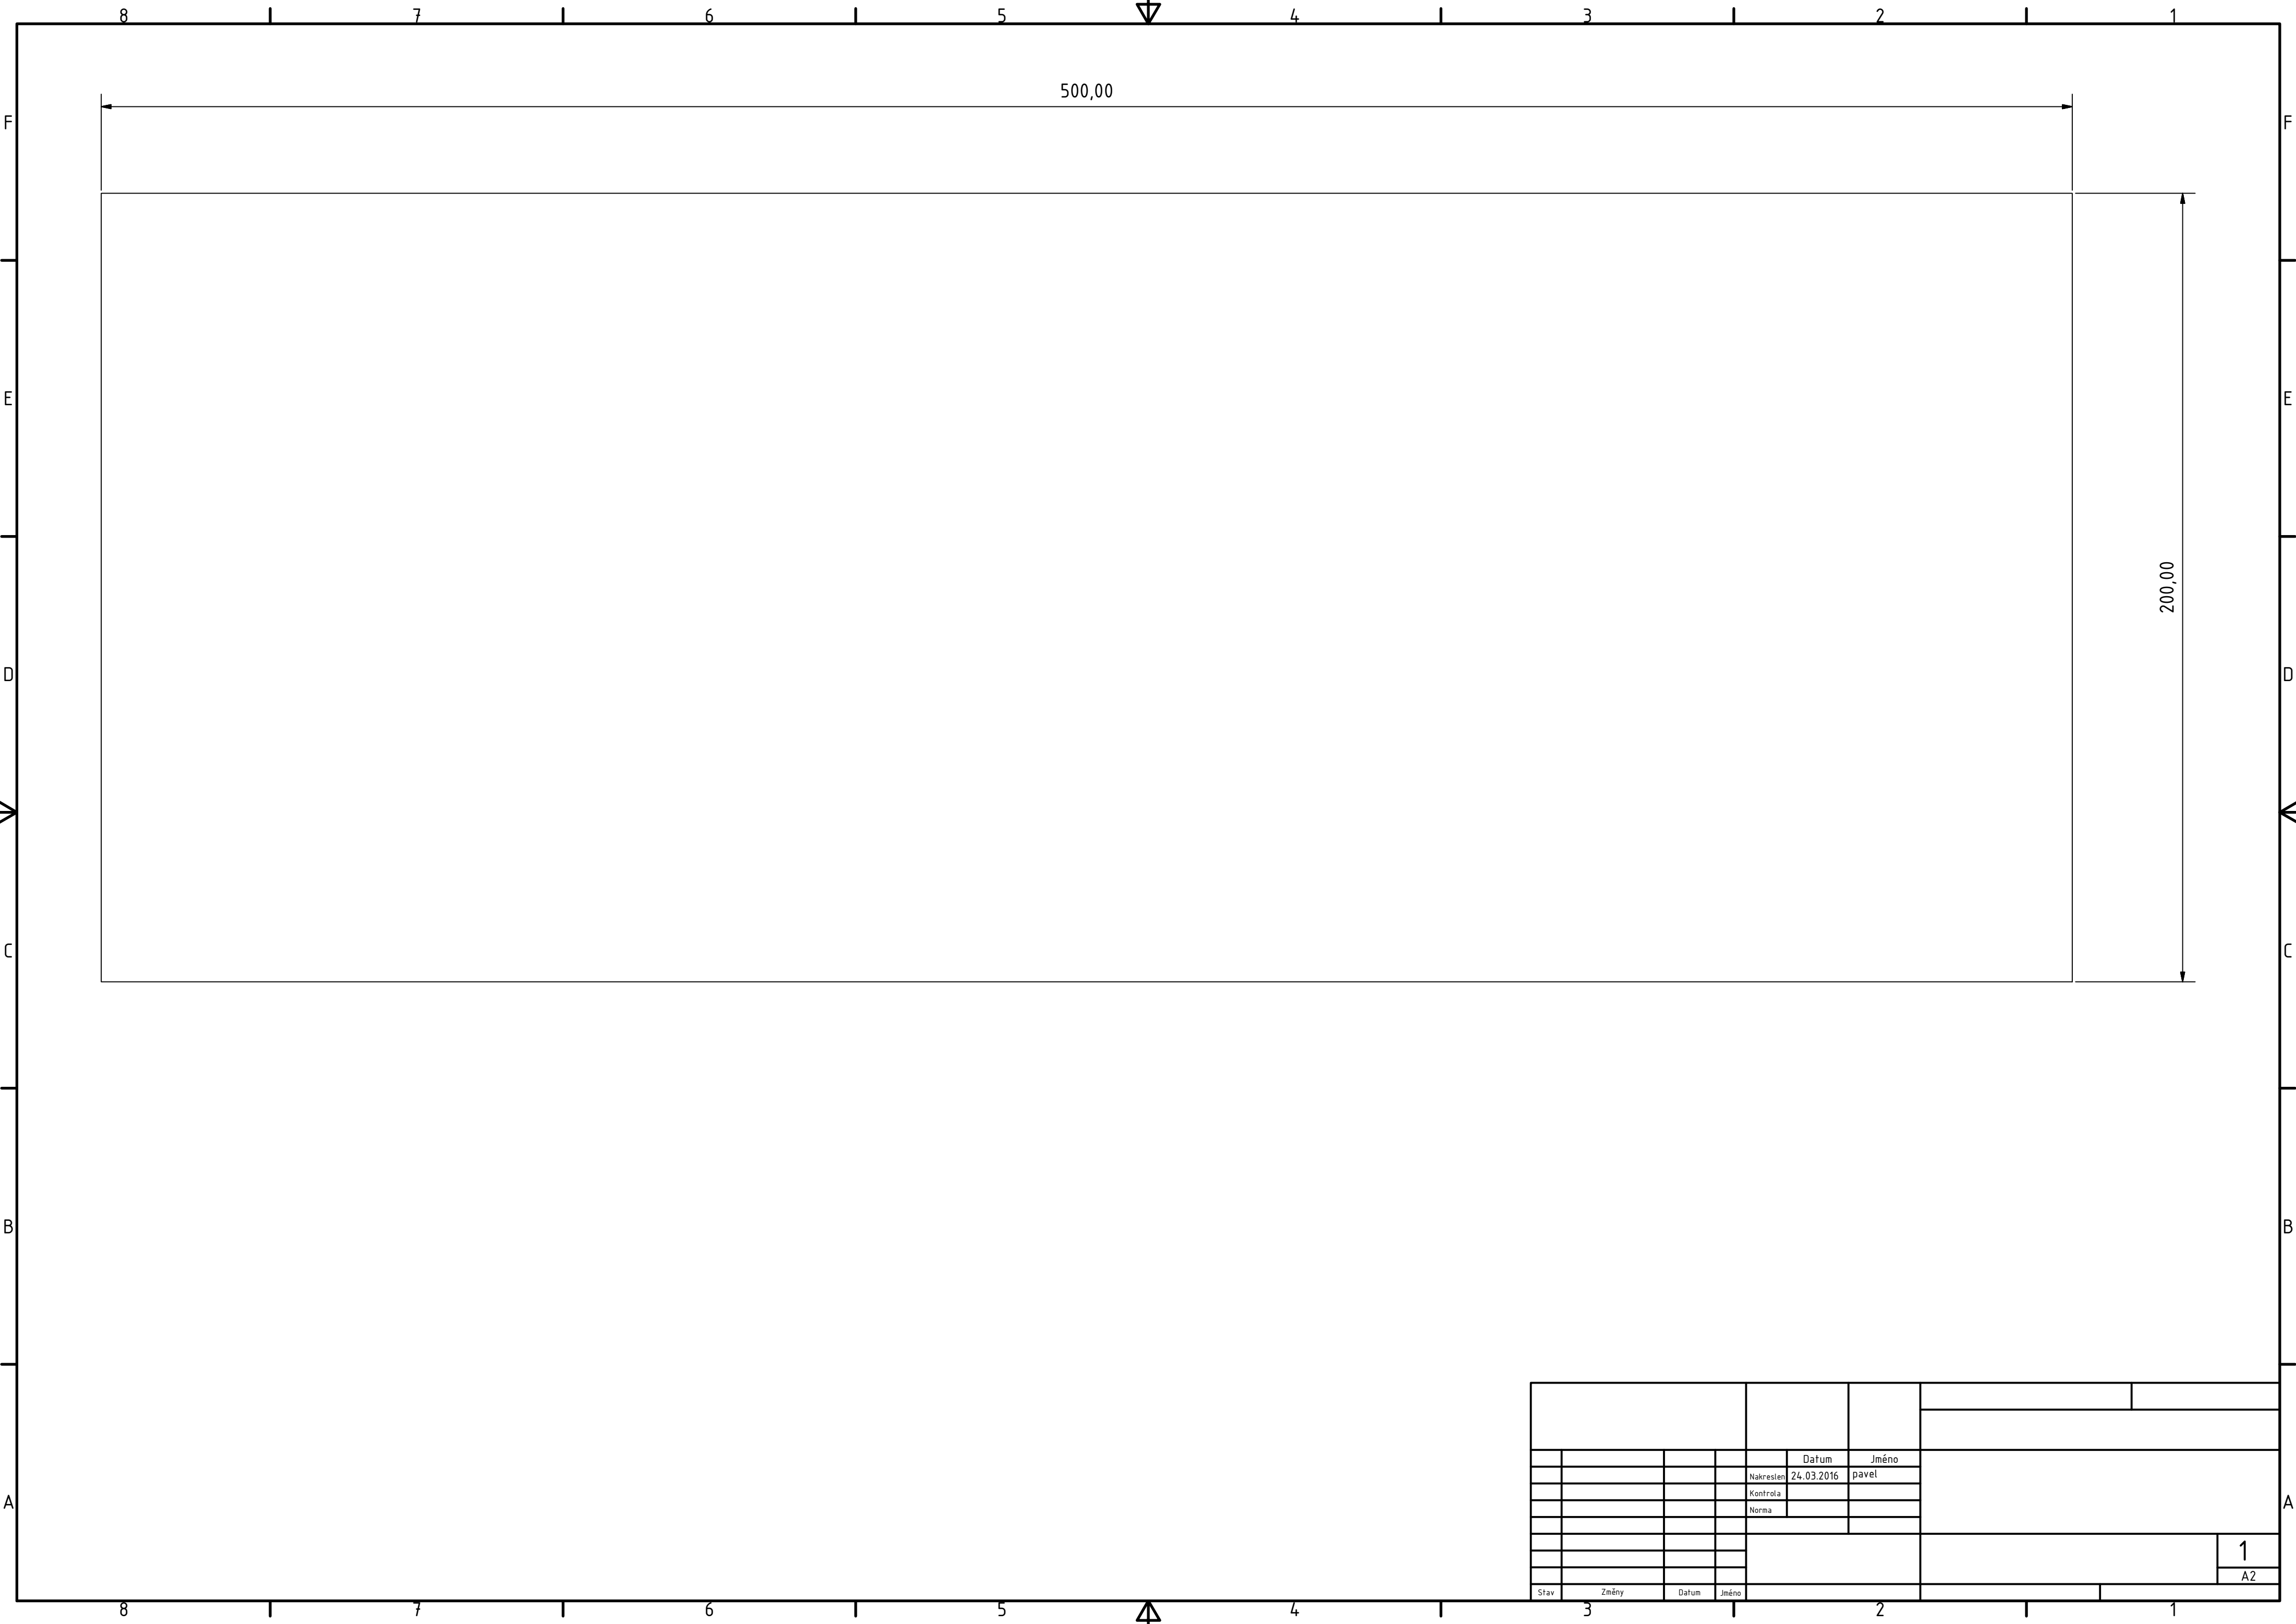 8 7 6 5 4 3 2 1
500,00
F F
E E
200,00
D D
C C
B B
Datum Jméno
Nakreslen 24.03.2016 pavel
Kontrola
A A
Norma
1
A2
Stav Změny Datum Jméno
8 7 6 5 4 3 2 1